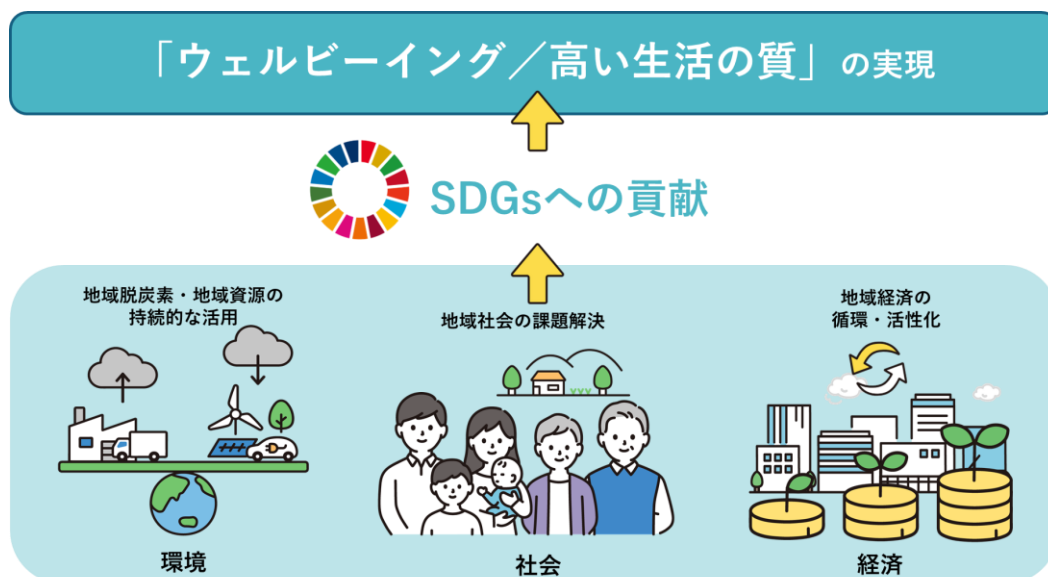 「ウェルビーイング／高い生活の質」の実現
SDGsへの貢献
地域脱炭素・地域資源の
持続的な活用
環境
地域社会の課題解決
社会
地域経済の
循環・活性化
経済